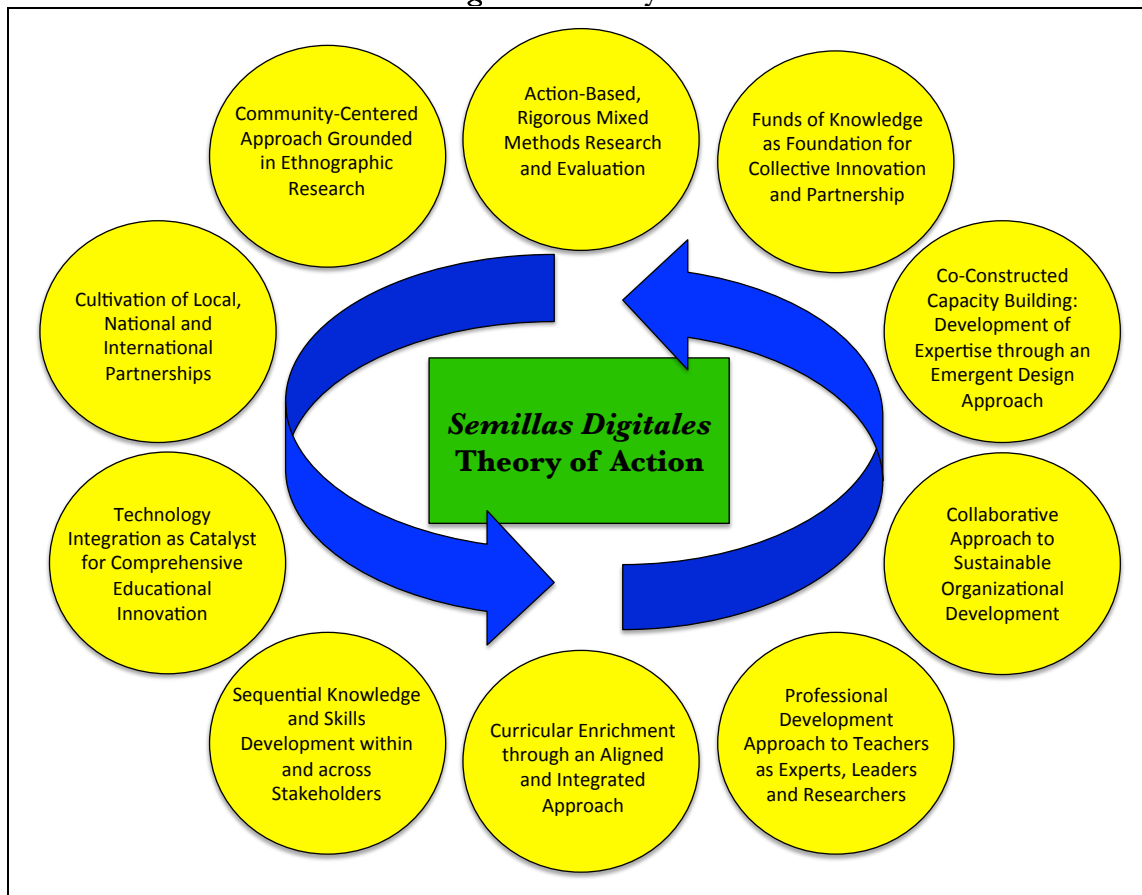 Action-Based,
Rigorous Mixed
Methods Research
and Evaluation
Funds of Knowledge
as Foundation for
Collective Innovation
and Partnership
Co-Constructed
Capacity Building:
Development of
Expertise through an
Emergent Design
Approach
Collaborative
Approach to
Sustainable
Organizational
Development
Professional
Development
Approach to Teachers
as Experts, Leaders
and Researchers
Curricular Enrichment
through an Aligned
and Integrated
Approach
Sequential Knowledge
and Skills
Development within
and across
Stakeholders
Technology
Integration as Catalyst
for Comprehensive
Educational
Innovation
Cultivation of Local,
National and
International
Partnerships
Community-Centered
Approach Grounded
in Ethnographic
Research
Semillas Digitales
Theory of Action